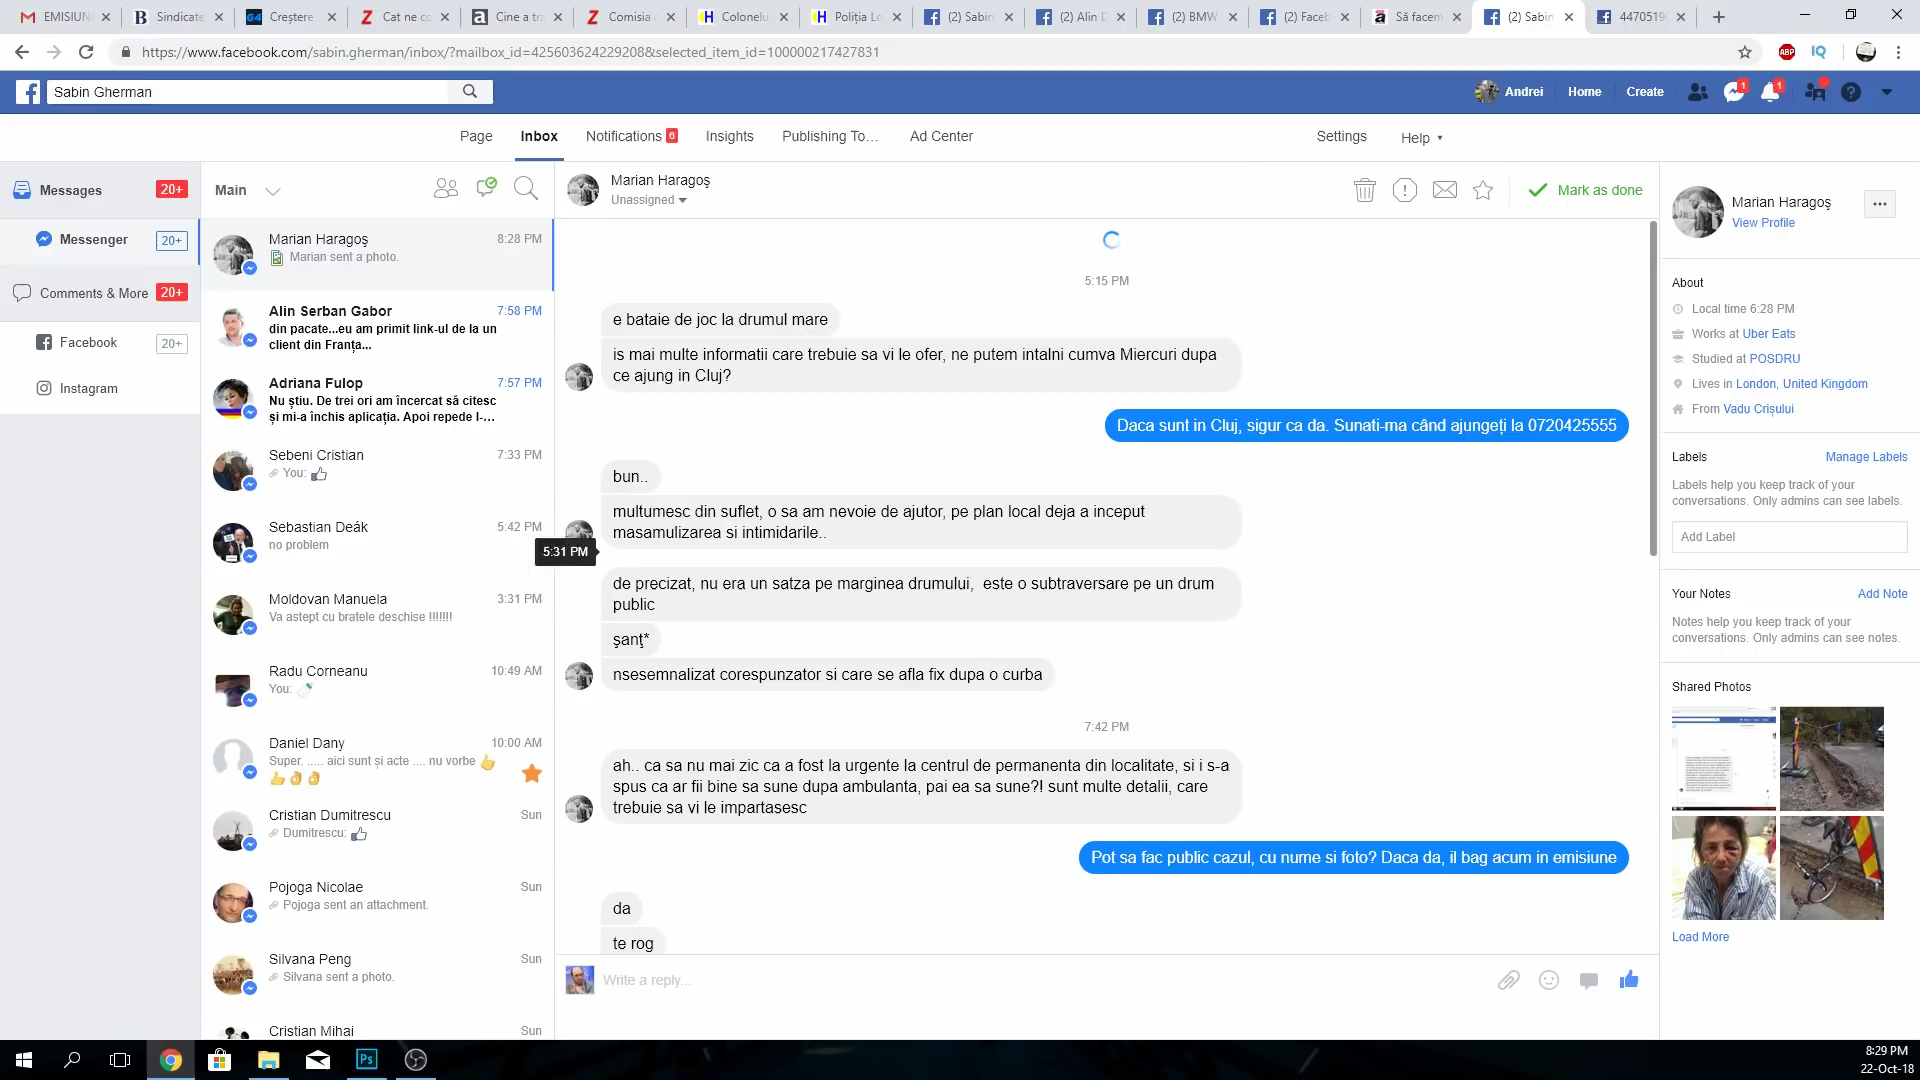 EMISIUN
Sindicate
Creștere
Cat ne co
Cine a tra
Comisia
Colonelu
Poliția Lo
(2) Sabin
(2) Alin D
(2) BMW
(2) Faceb
Să facem
(2) Sabin
4470519
https://www.facebook.com/sabin.gherman/inbox/?mailbox_id=425603624229208&selected_item_id=100000217427831
ABP
IQ
Sabin Gherman
Andrei
Home
Create
1
1
Page
Inbox
Notifications 6
Insights
Publishing To…
Ad Center
Settings
Help
Messages 20+
Messenger 20+
Comments & More 20+
Facebook 20+
Instagram
Main
Marian Haragoș 8:28 PM
Marian sent a photo.
Alin Serban Gabor 7:58 PM
din pacate...eu am primit link-ul de la un
client din Franța...
Adriana Fulop 7:57 PM
Nu știu. De trei ori am încercat să citesc
și mi-a închis aplicația. Apoi repede l-...
Sebeni Cristian 7:33 PM
You:
Sebastian Deák 5:42 PM
no problem
Moldovan Manuela 3:31 PM
Va astept cu bratele deschise !!!!!!!
Radu Corneanu 10:49 AM
You:
Daniel Dany 10:00 AM
Super. ..... aici sunt și acte .... nu vorbe
Cristian Dumitrescu Sun
Dumitrescu:
Pojoga Nicolae Sun
Pojoga sent an attachment.
Silvana Peng Sun
Silvana sent a photo.
Cristian Mihai Sun
Marian Haragoș
Unassigned
Mark as done
5:15 PM
e bataie de joc la drumul mare
is mai multe informatii care trebuie sa vi le ofer, ne putem intalni cumva Miercuri dupa
ce ajung in Cluj?
Daca sunt in Cluj, sigur ca da. Sunati-ma când ajungeți la 0720425555
bun..
multumesc din suflet, o sa am nevoie de ajutor, pe plan local deja a inceput
masamulizarea si intimidarile..
5:31 PM
de precizat, nu era un satza pe marginea drumului,  este o subtraversare pe un drum
public
şanţ*
nsesemnalizat corespunzator si care se afla fix dupa o curba
7:42 PM
ah.. ca sa nu mai zic ca a fost la urgente la centrul de permanenta din localitate, si i s-a
spus ca ar fii bine sa sune dupa ambulanta, pai ea sa sune?! sunt multe detalii, care
trebuie sa vi le impartasesc
Pot sa fac public cazul, cu nume si foto? Daca da, il bag acum in emisiune
da
te rog
Write a reply...
Marian Haragoș
View Profile
About
Local time 6:28 PM
Works at Uber Eats
Studied at POSDRU
Lives in London, United Kingdom
From Vadu Crișului
Labels
Manage Labels
Labels help you keep track of your
conversations. Only admins can see labels.
Add Label
Your Notes
Add Note
Notes help you keep track of your
conversations. Only admins can see notes.
Shared Photos
Load More
Ps
8:29 PM
22-Oct-18